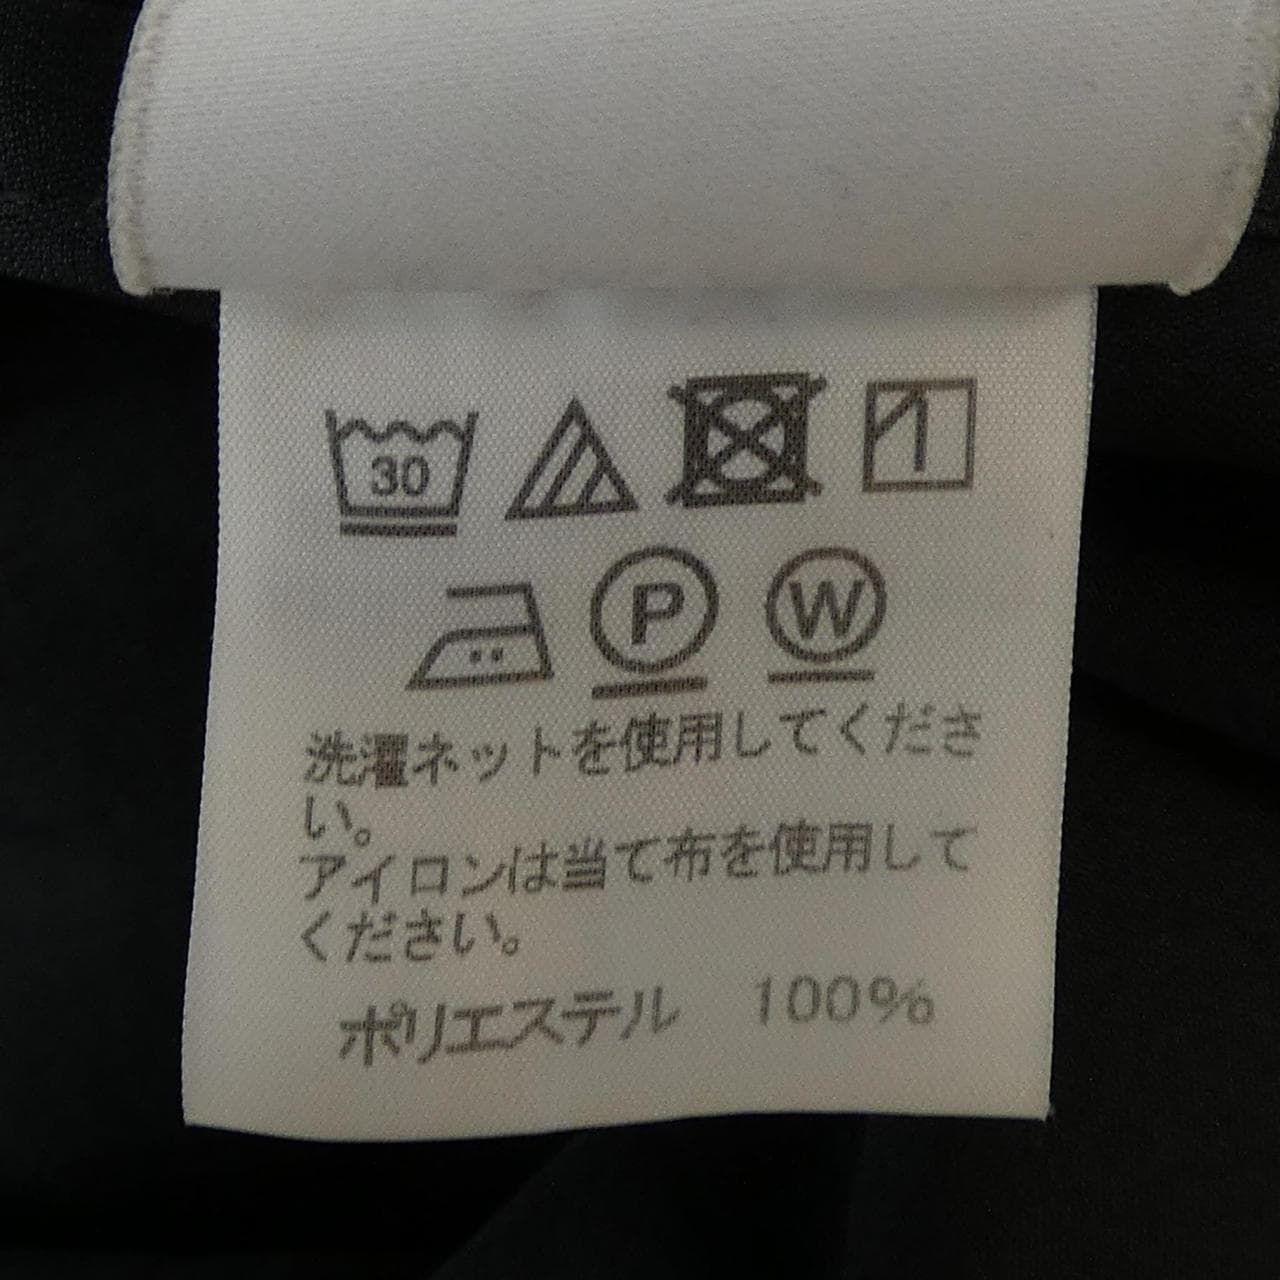 30
P W
洗濯ネットを使用してくださ
い。
アイロンは当て布を使用して
ください。
ポリエステル 100%